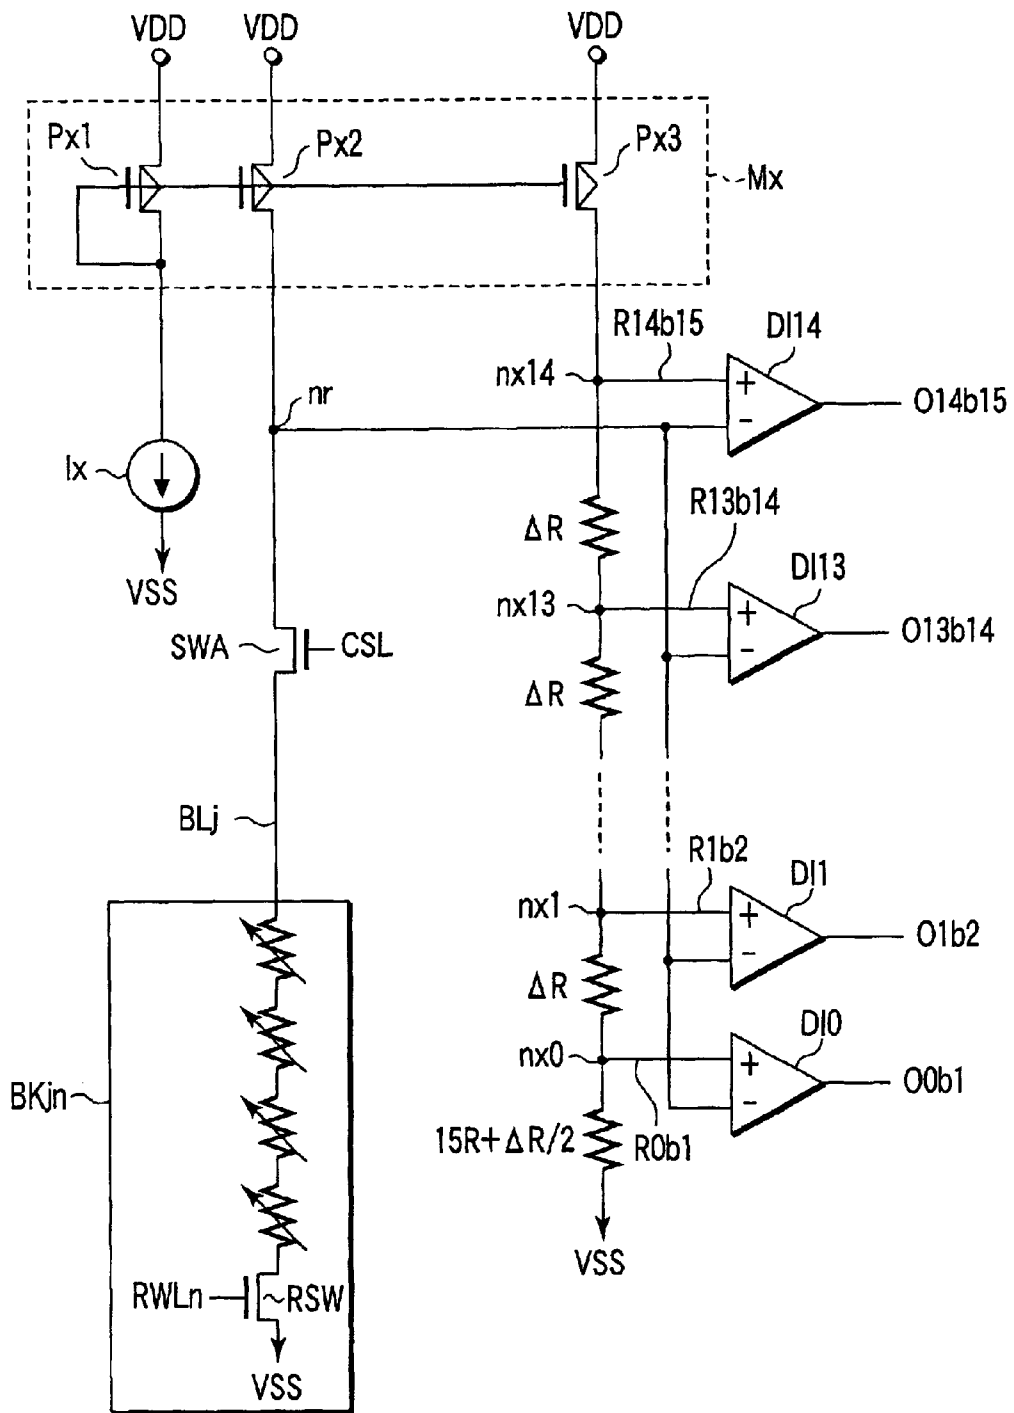 VDD VDD VDD
Px1 Px2 Px3
Mx
R14b15 DI14
nx14
O14b15
nr
Ix
R13b14
ΔR
VSS
DI13
nx13
O13b14
SWA CSL
ΔR
BLj
R1b2 DI1
nx1
O1b2
ΔR
DI0
nx0
O0b1
BKjn
15R+ΔR/2 R0b1
VSS
RWLn RSW
VSS
+
-
+
-
+
-
+
-